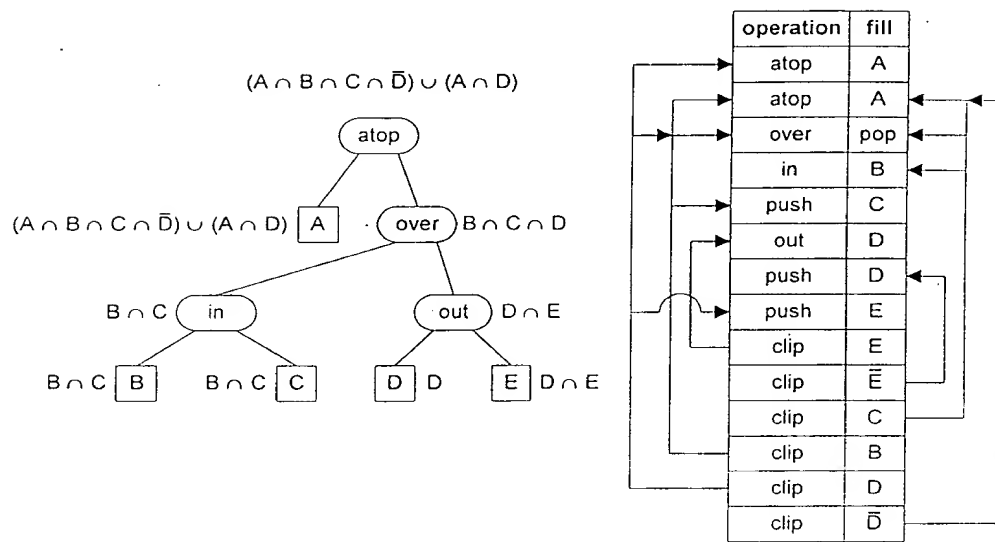 (A ∩ B ∩ C ∩ D̅) ∪ (A ∩ D)
atop
(A ∩ B ∩ C ∩ D̅) ∪ (A ∩ D) A over B ∩ C ∩ D
B ∩ C in out D ∩ E
B ∩ C B B ∩ C C D D E D ∩ E
operation fill
atop A
atop A
over pop
in B
push C
out D
push D
push E
clip E
clip E̅
clip C
clip B
clip D
clip D̅